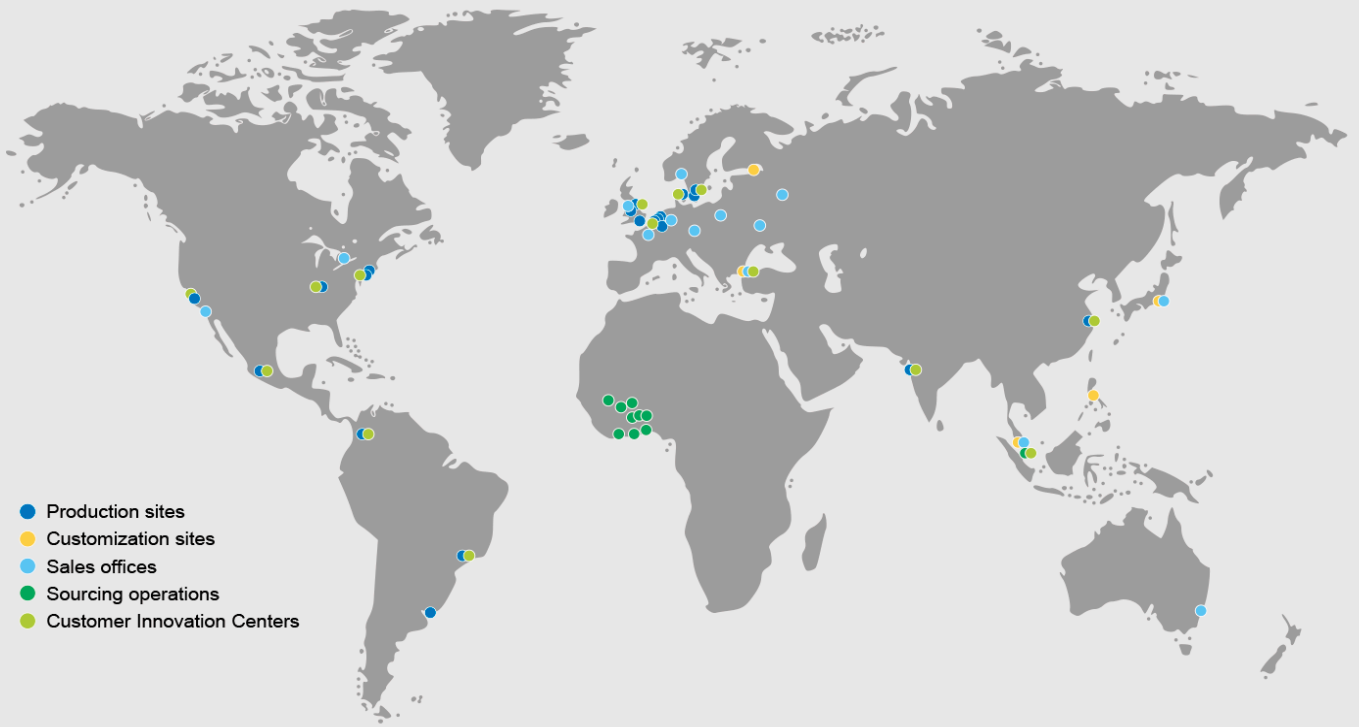 Production sites
Customization sites
Sales offices
Sourcing operations
Customer Innovation Centers